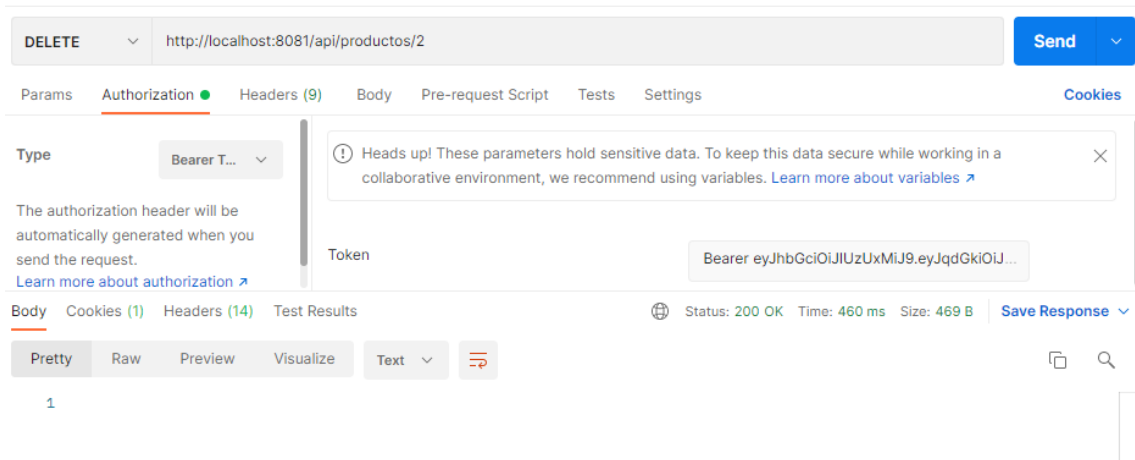 DELETE http://localhost:8081/api/productos/2 Send
Params Authorization Headers (9) Body Pre-request Script Tests Settings Cookies
Type Bearer T...
The authorization header will be
automatically generated when you
send the request.
Learn more about authorization ↗
Heads up! These parameters hold sensitive data. To keep this data secure while working in a
collaborative environment, we recommend using variables. Learn more about variables ↗
Token Bearer eyJhbGciOiJIUzUxMiJ9.eyJqdGkiOiJ...
Body Cookies (1) Headers (14) Test Results Status: 200 OK Time: 460 ms Size: 469 B Save Response
Pretty Raw Preview Visualize Text
1